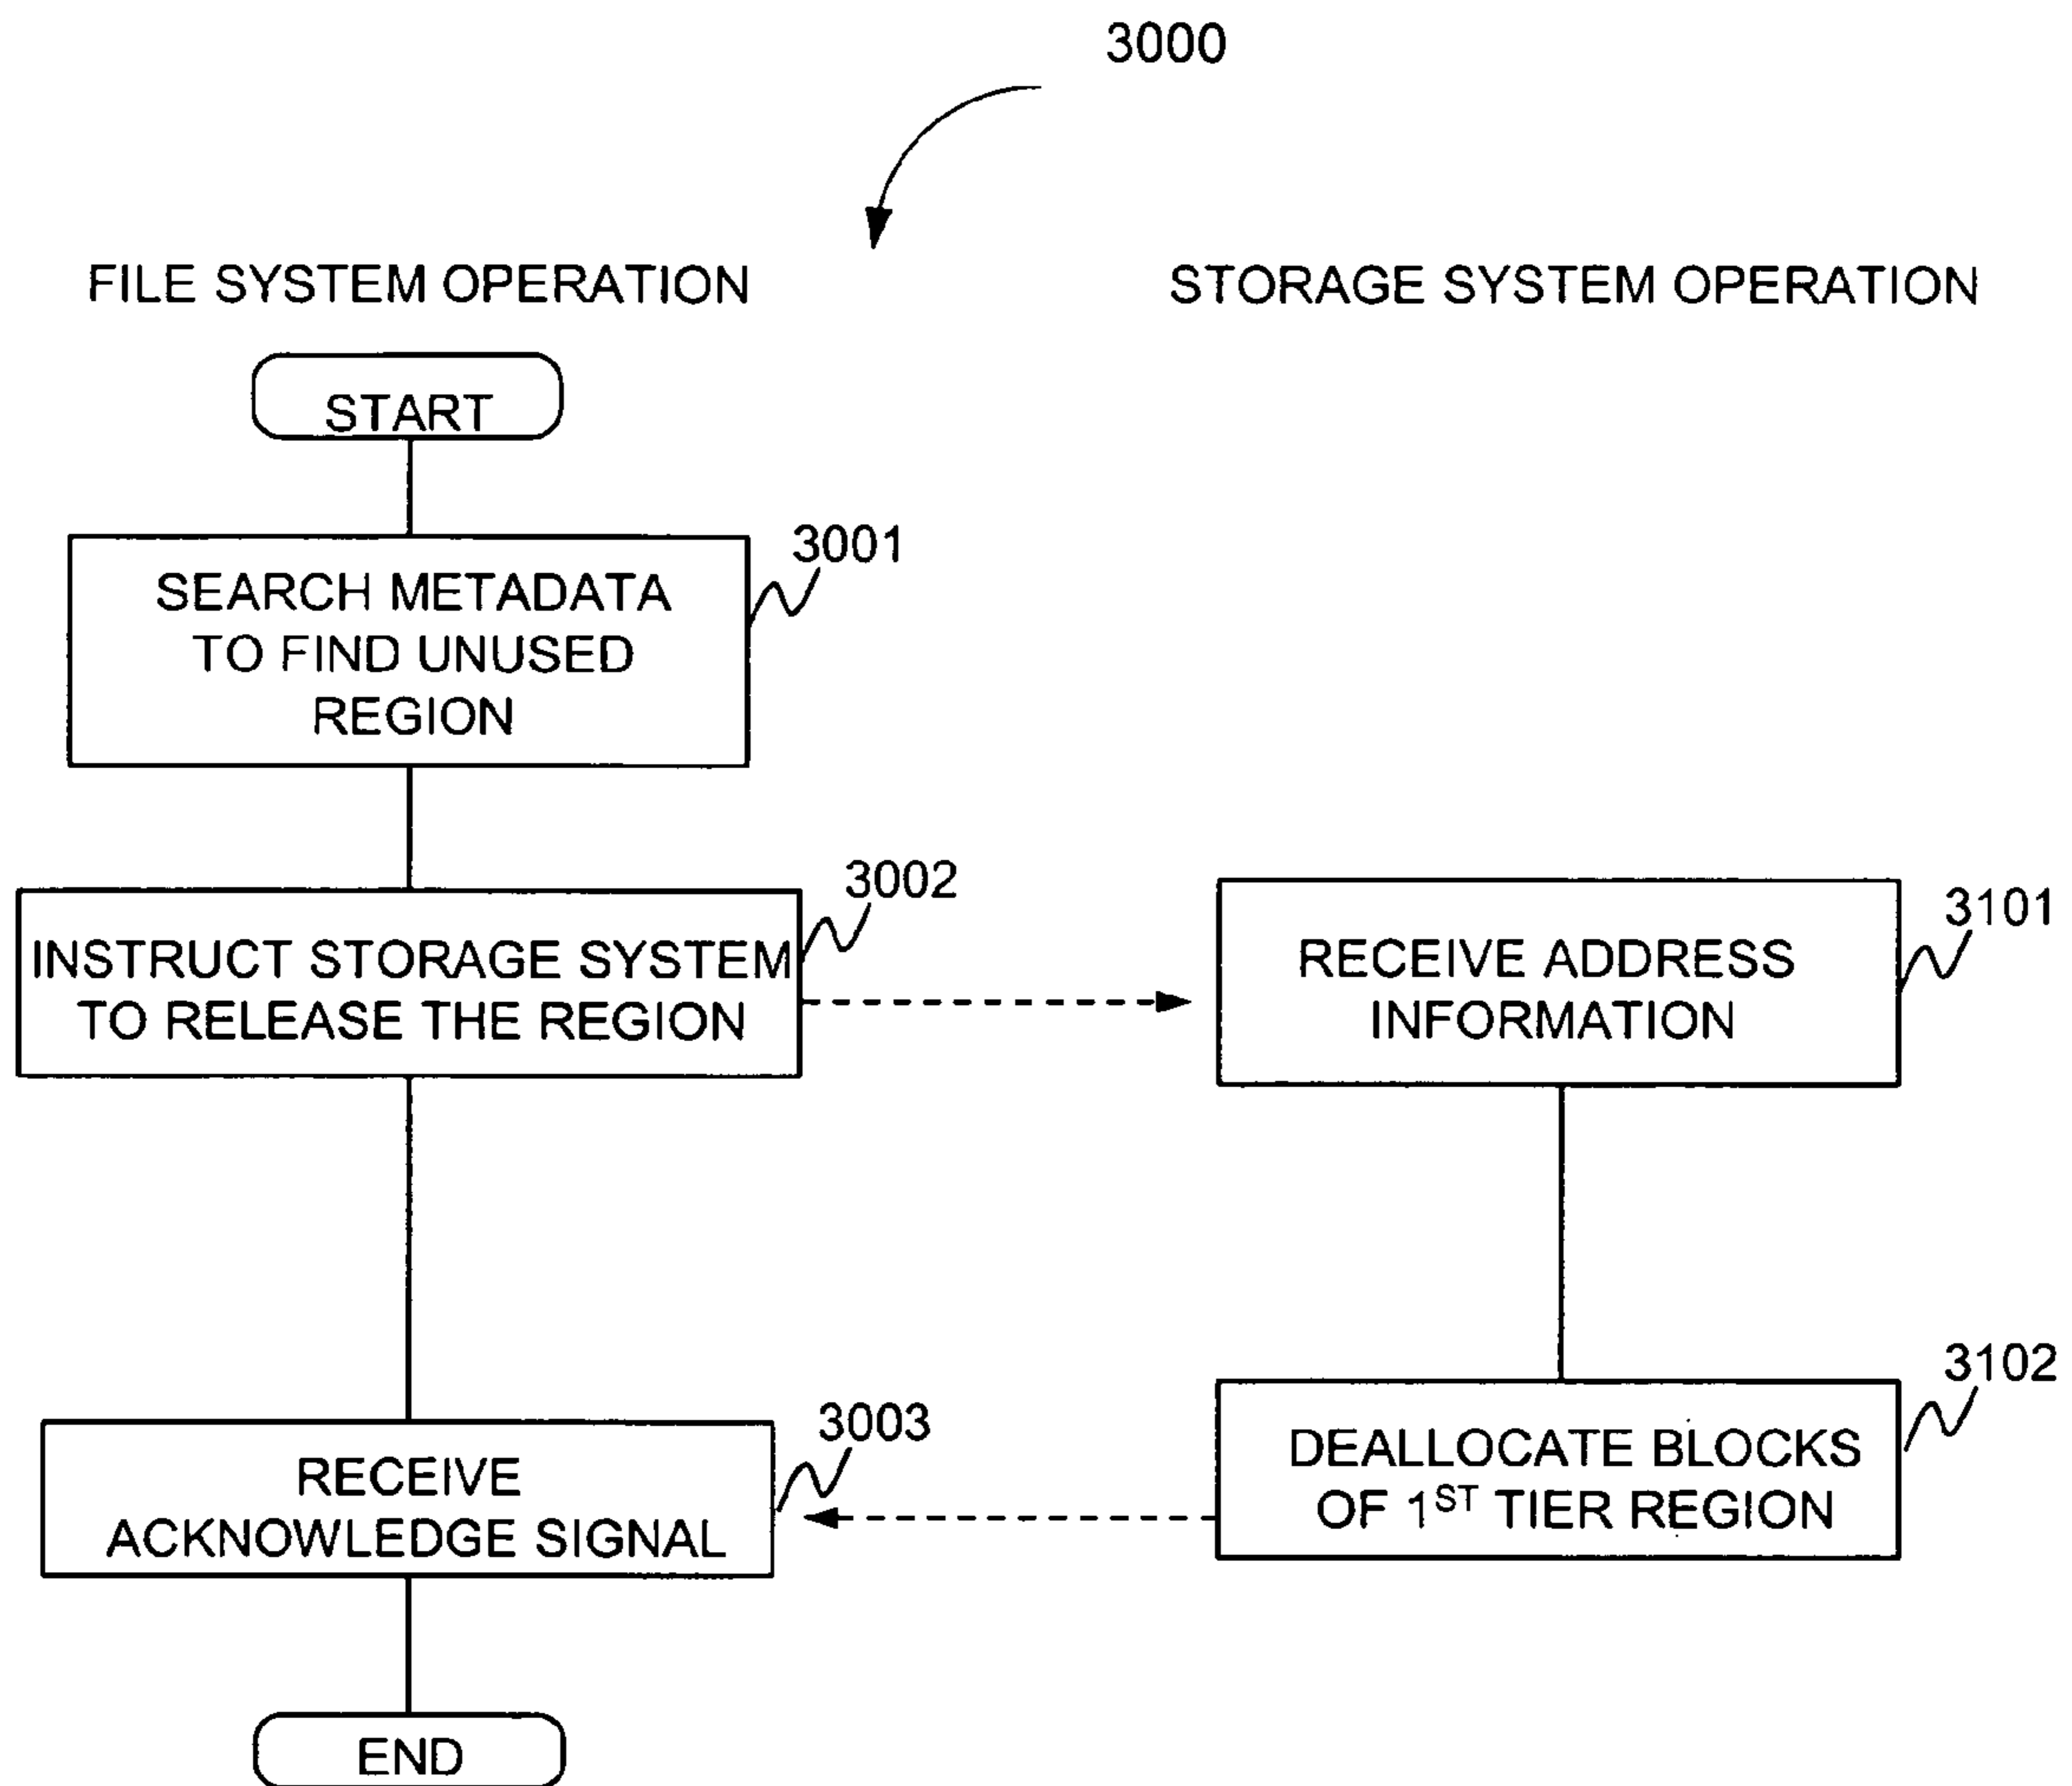 3000
FILE SYSTEM OPERATION
STORAGE SYSTEM OPERATION
START
3001
SEARCH METADATA
TO FIND UNUSED
REGION
3002
INSTRUCT STORAGE SYSTEM
TO RELEASE THE REGION
3101
RECEIVE ADDRESS
INFORMATION
3003
RECEIVE
ACKNOWLEDGE SIGNAL
3102
DEALLOCATE BLOCKS
OF 1ST TIER REGION
END